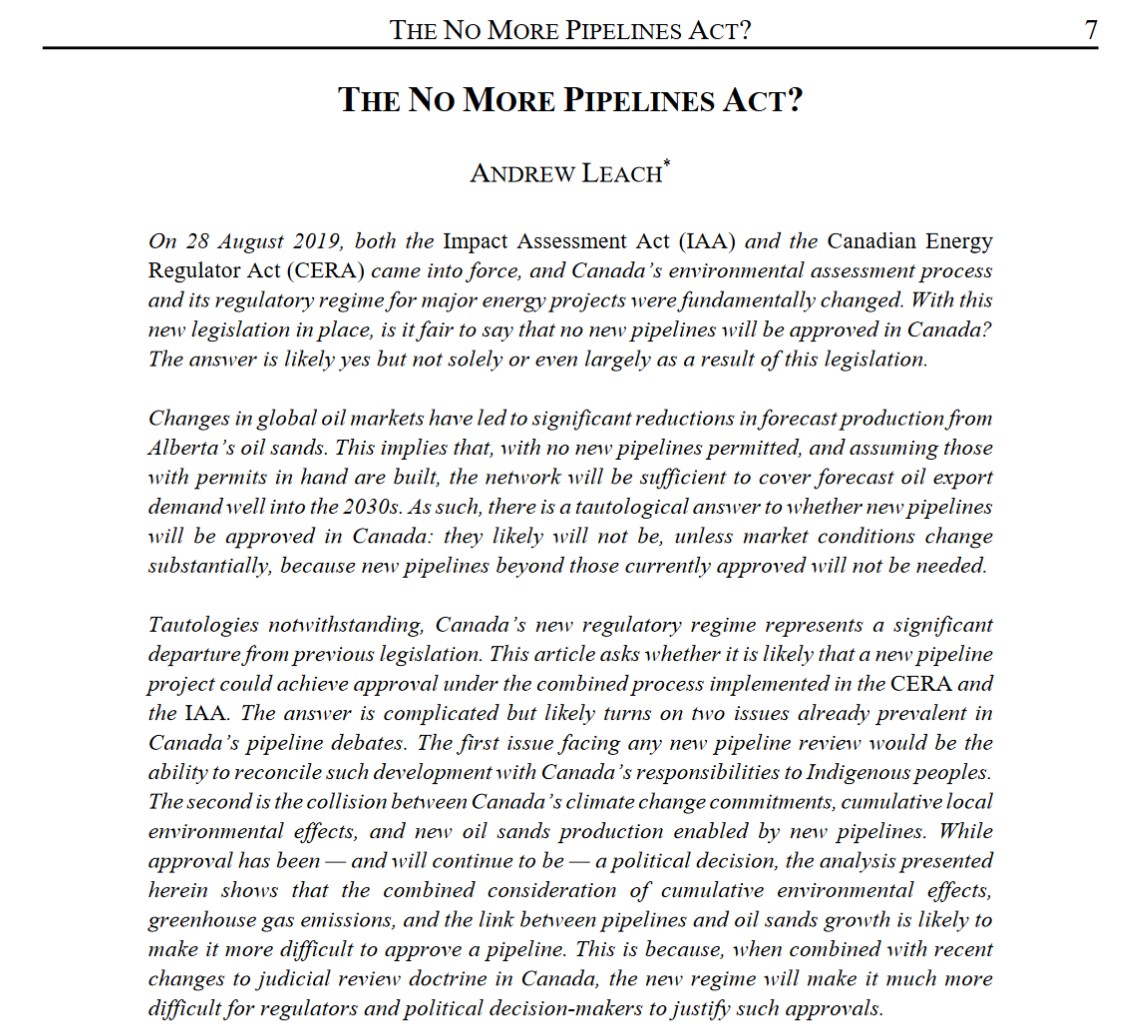 THE NO MORE PIPELINES ACT? 7
THE NO MORE PIPELINES ACT?
ANDREW LEACH*
On 28 August 2019, both the Impact Assessment Act (IAA) and the Canadian Energy
Regulator Act (CERA) came into force, and Canada's environmental assessment process
and its regulatory regime for major energy projects were fundamentally changed. With this
new legislation in place, is it fair to say that no new pipelines will be approved in Canada?
The answer is likely yes but not solely or even largely as a result of this legislation.
Changes in global oil markets have led to significant reductions in forecast production from
Alberta's oil sands. This implies that, with no new pipelines permitted, and assuming those
with permits in hand are built, the network will be sufficient to cover forecast oil export
demand well into the 2030s. As such, there is a tautological answer to whether new pipelines
will be approved in Canada: they likely will not be, unless market conditions change
substantially, because new pipelines beyond those currently approved will not be needed.
Tautologies notwithstanding, Canada's new regulatory regime represents a significant
departure from previous legislation. This article asks whether it is likely that a new pipeline
project could achieve approval under the combined process implemented in the CERA and
the IAA. The answer is complicated but likely turns on two issues already prevalent in
Canada's pipeline debates. The first issue facing any new pipeline review would be the
ability to reconcile such development with Canada's responsibilities to Indigenous peoples.
The second is the collision between Canada's climate change commitments, cumulative local
environmental effects, and new oil sands production enabled by new pipelines. While
approval has been — and will continue to be — a political decision, the analysis presented
herein shows that the combined consideration of cumulative environmental effects,
greenhouse gas emissions, and the link between pipelines and oil sands growth is likely to
make it more difficult to approve a pipeline. This is because, when combined with recent
changes to judicial review doctrine in Canada, the new regime will make it much more
difficult for regulators and political decision-makers to justify such approvals.